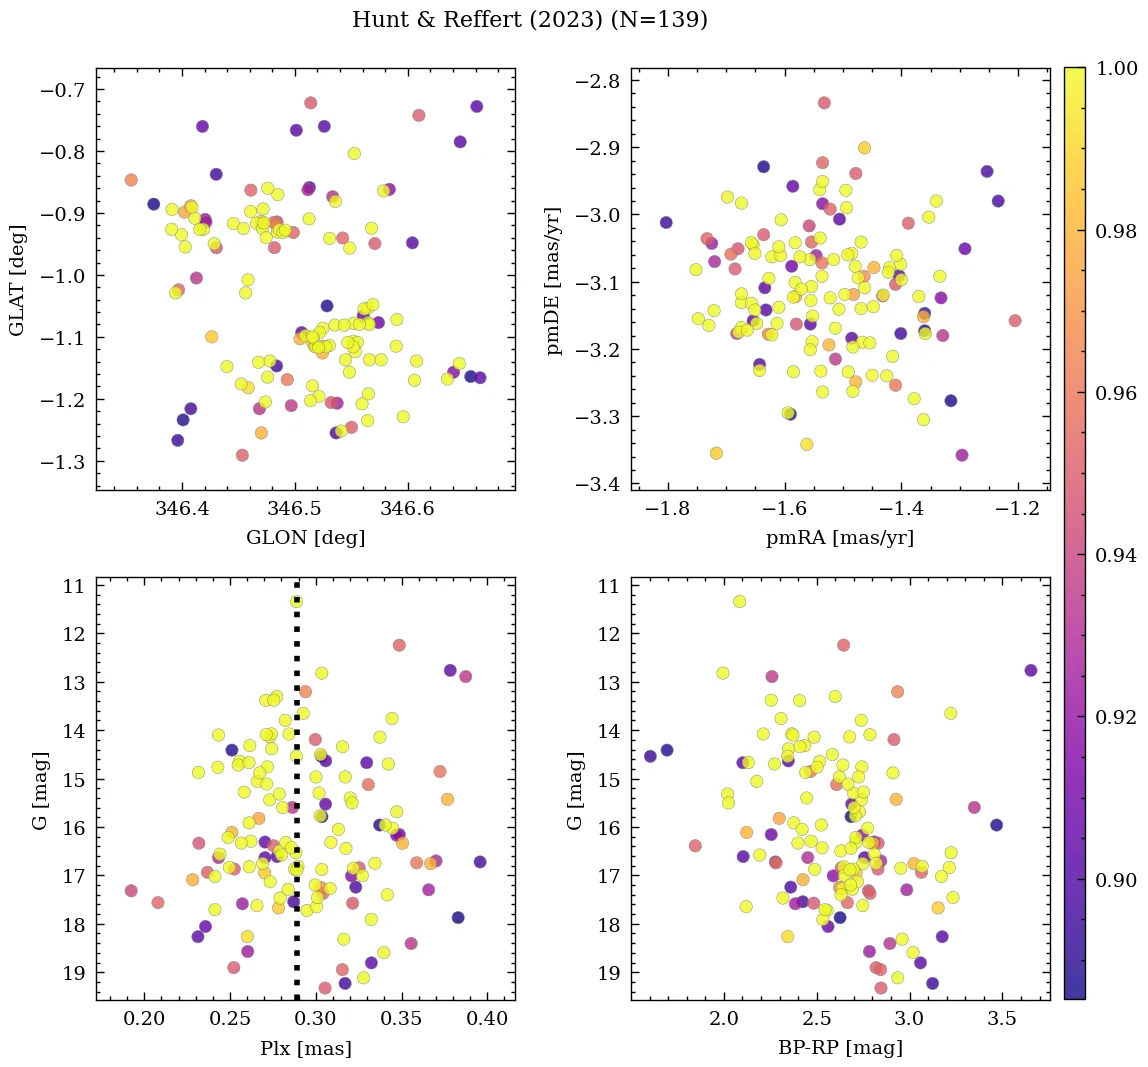 Hunt & Reffert (2023) (N=139)
−0.7
−0.8
−0.9
−1.0
−1.1
−1.2
−1.3
GLAT [deg]
346.4 346.5 346.6
GLON [deg]
−2.8
−2.9
−3.0
−3.1
−3.2
−3.3
−3.4
pmDE [mas/yr]
−1.8 −1.6 −1.4 −1.2
pmRA [mas/yr]
11
12
13
14
15
16
17
18
19
G [mag]
0.20 0.25 0.30 0.35 0.40
Plx [mas]
11
12
13
14
15
16
17
18
19
G [mag]
2.0 2.5 3.0 3.5
BP-RP [mag]
1.00
0.98
0.96
0.94
0.92
0.90